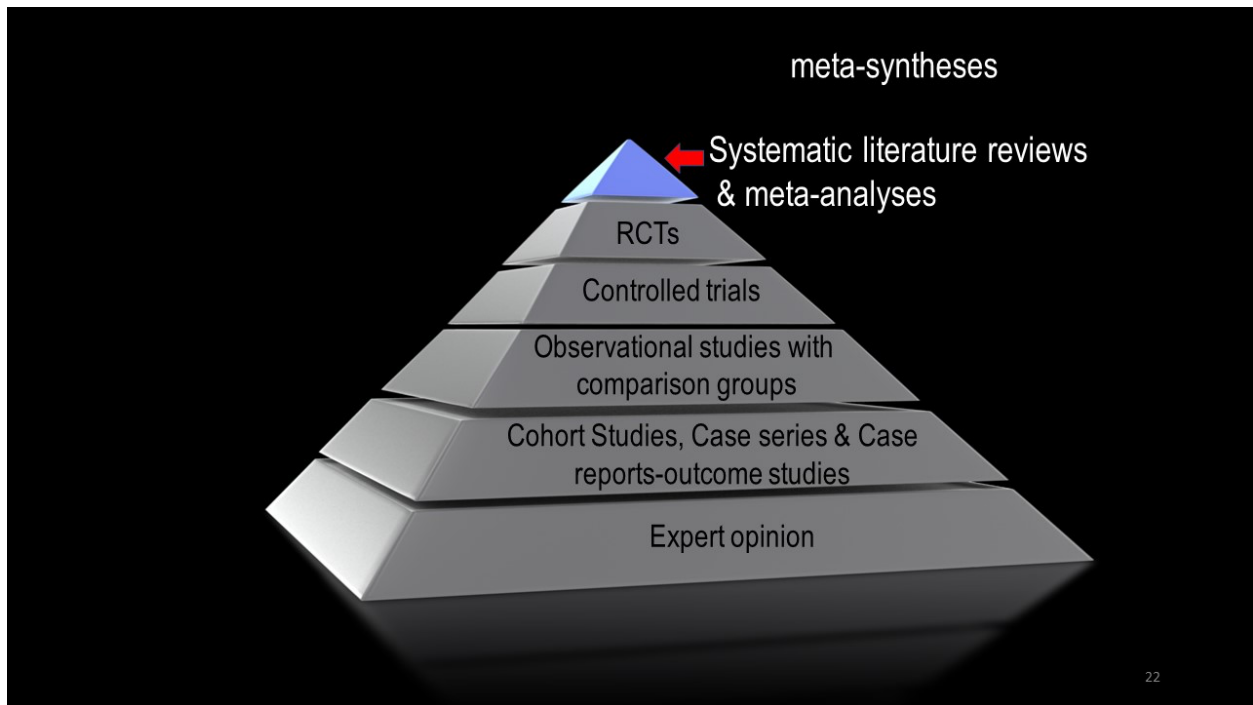 meta-syntheses
Systematic literature reviews
& meta-analyses
RCTs
Controlled trials
Observational studies with
comparison groups
Cohort Studies, Case series & Case
reports-outcome studies
Expert opinion
22